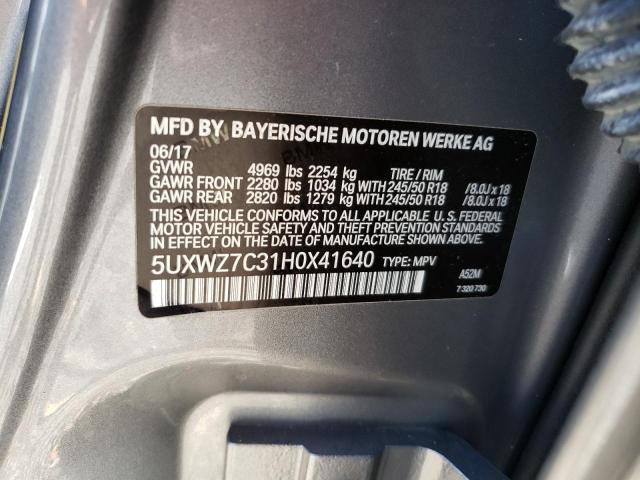 MFD BY BAYERISCHE MOTOREN WERKE AG
06/17
GVWR 4969 lbs 2254 kg TIRE / RIM
GAWR FRONT 2280 lbs 1034 kg WITH 245/50 R18 /8.0J x 18
GAWR REAR 2820 lbs 1279 kg WITH 245/50 R18 /8.0J x 18
THIS VEHICLE CONFORMS TO ALL APPLICABLE U. S. FEDERAL
MOTOR VEHICLE SAFETY, BUMPER, AND THEFT PREVENTION
STANDARDS IN EFFECT ON THE DATE OF MANUFACTURE SHOWN ABOVE.
5UXWZ7C31H0X41640 TYPE: MPV
A52M
7 320 730